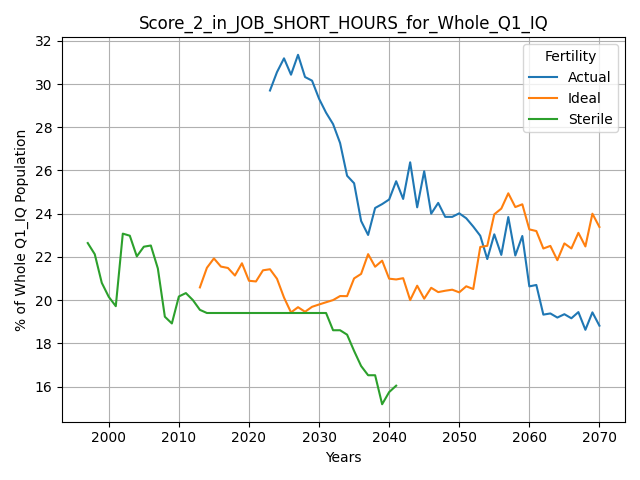 Score_2_in_JOB_SHORT_HOURS_for_Whole_Q1_IQ
% of Whole Q1_IQ Population
32
30
28
26
24
22
20
18
16
Fertility
Actual
Ideal
Sterile
2000 2010 2020 2030 2040 2050 2060 2070
Years